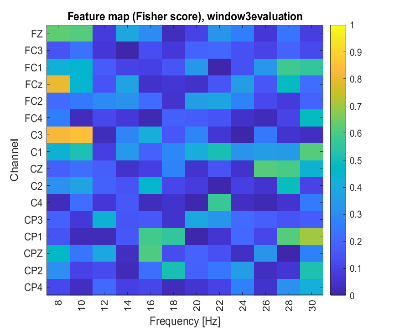 Feature map (Fisher score), window3evaluation
FZ
FC3
FC1
FCz
FC2
FC4
C3
C1
CZ
C2
C4
CP3
CP1
CPZ
CP2
CP4
Channel
8 10 12 14 16 18 20 22 24 26 28 30
Frequency [Hz]
1
0.9
0.8
0.7
0.6
0.5
0.4
0.3
0.2
0.1
0